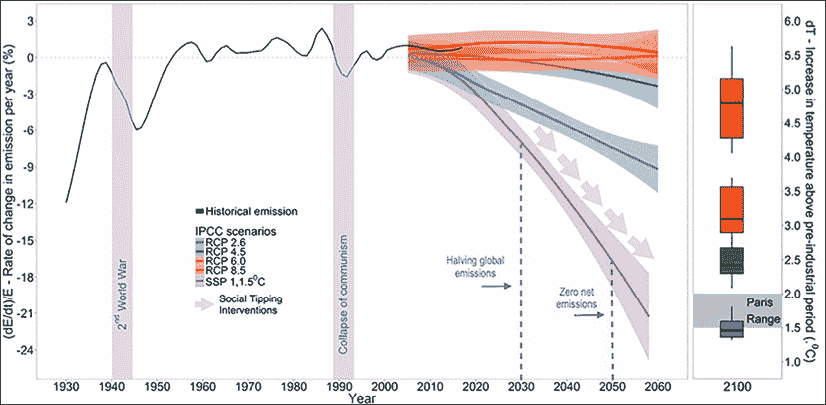 (dE/dt)/E - Rate of change in emission per year (%)
3
0
-3
-6
-9
-12
-15
-18
-21
-24
2nd World War
Collapse of communism
Historical emission
IPCC scenarios
RCP 2.6
RCP 4.5
RCP 6.0
RCP 8.5
SSP 1,1.5⁰C
Social Tipping
Interventions
Halving global
emissions
Zero net
emissions
1930 1940 1950 1960 1970 1980 1990 2000 2010 2020 2030 2040 2050 2060
Year
Paris
Range
2100
6.0
5.5
5.0
4.5
4.0
3.5
3.0
2.5
2.0
1.5
1.0
dT - Increase in temperature above pre-industrial period (.⁰C)